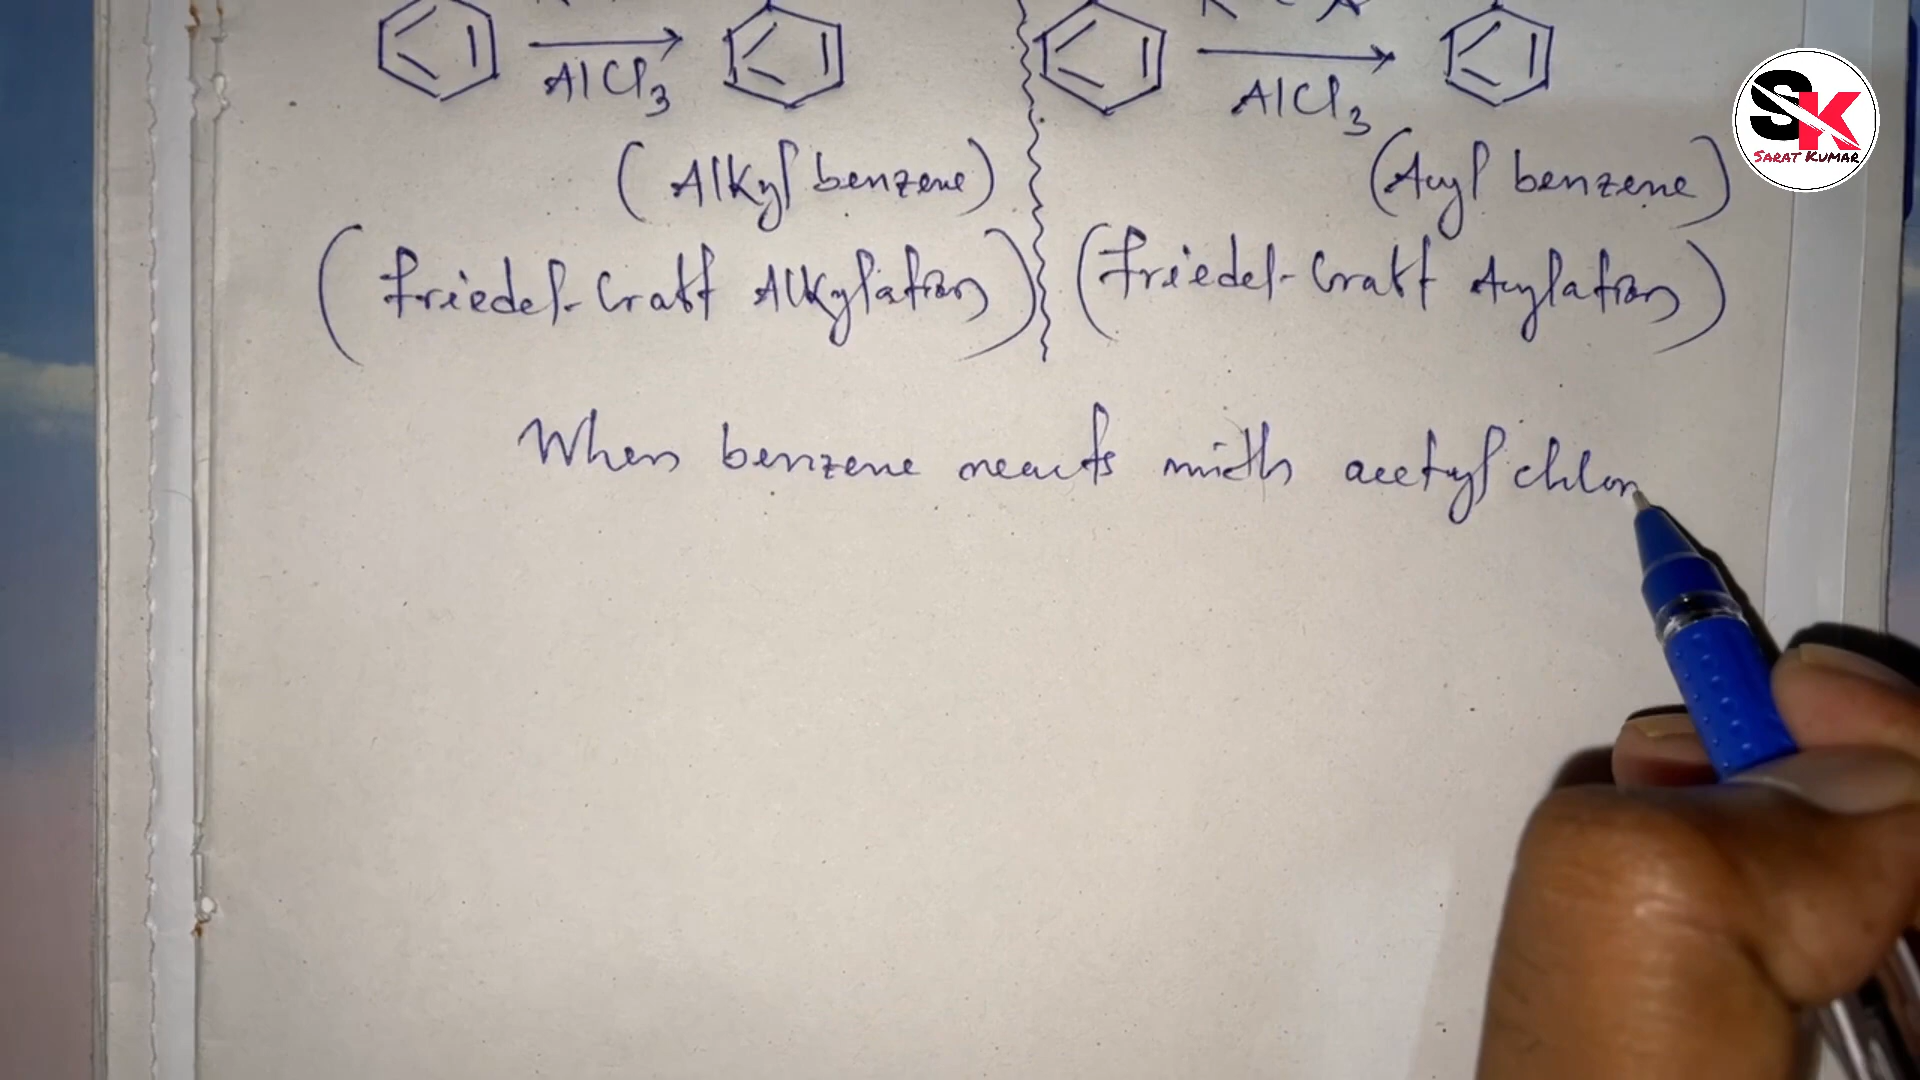 AlCl3 AlCl3
(Alkyl benzene) (Acyl benzene)
(Friedel-Craft Alkylation) (Friedel-Craft Acylation)
When benzene reacts with acetyl chlor
SK
SARAT KUMAR